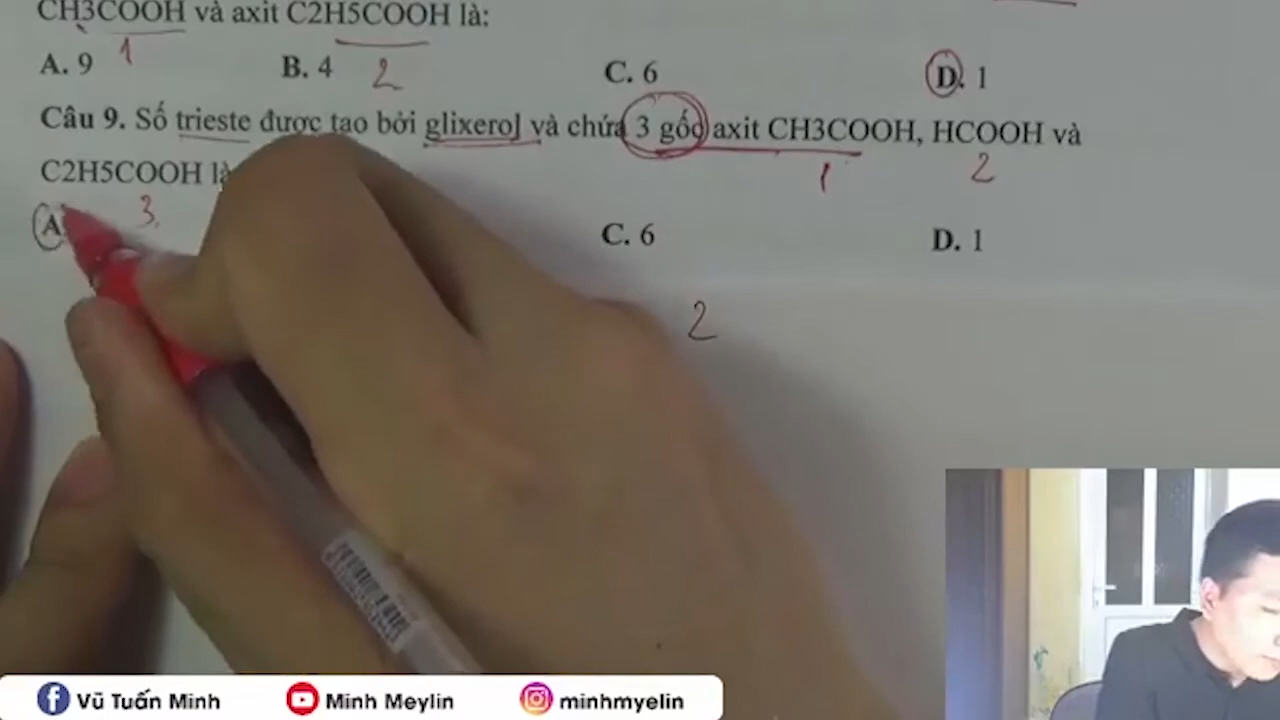 CH3COOH và axit C2H5COOH là:
1
2
A. 9 B. 4 C. 6 D. 1
Câu 9. Số trieste được tạo bởi glixerol và chứa 3 gốc axit CH3COOH, HCOOH và
1 2
C2H5COOH là
3.
A C. 6 D. 1
2
Vũ Tuấn Minh Minh Meylin minhmyelin